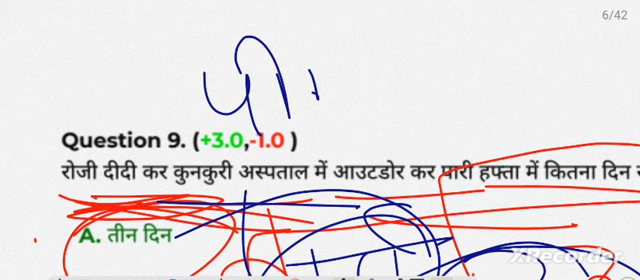 6/42
Question 9. (+3.0,-1.0 )
रोजी दीदी कर कुनकुरी अस्पताल में आउटडोर कर पारी हफ्ता में कितना दिन
A. तीन दिन
XRecorder